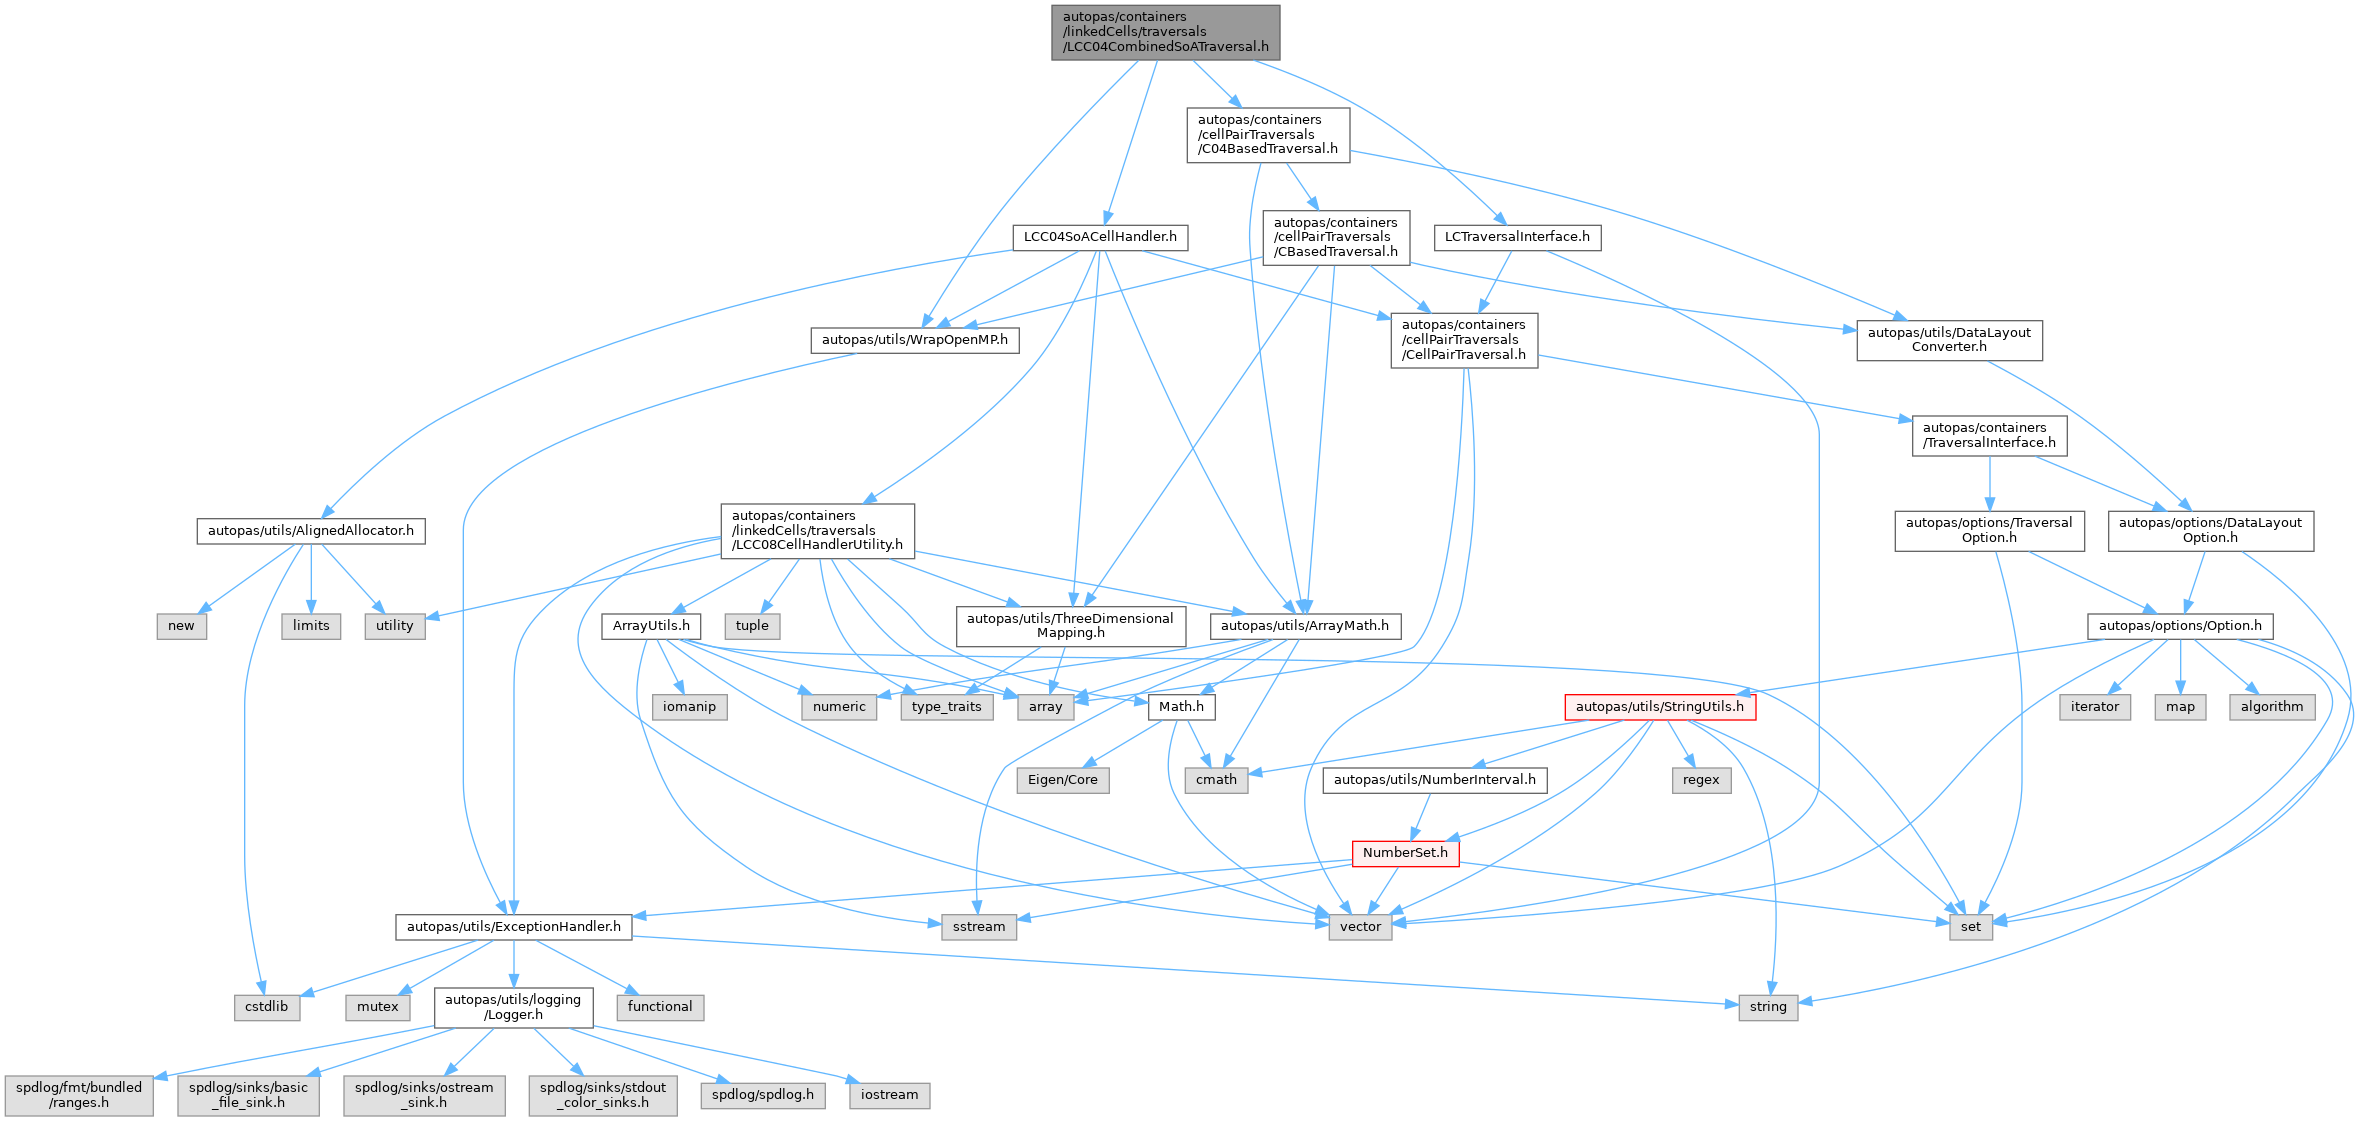 autopas/containers
/linkedCells/traversals
/LCC04CombinedSoATraversal.h
autopas/containers
/cellPairTraversals
/C04BasedTraversal.h
LCC04SoACellHandler.h
autopas/containers
/cellPairTraversals
/CBasedTraversal.h
LCTraversalInterface.h
autopas/utils/WrapOpenMP.h
autopas/containers
/cellPairTraversals
/CellPairTraversal.h
autopas/utils/DataLayout
Converter.h
autopas/containers
/TraversalInterface.h
autopas/utils/AlignedAllocator.h
autopas/containers
/linkedCells/traversals
/LCC08CellHandlerUtility.h
autopas/options/Traversal
Option.h
autopas/options/DataLayout
Option.h
new
limits
utility
ArrayUtils.h
tuple
autopas/utils/ThreeDimensional
Mapping.h
autopas/utils/ArrayMath.h
autopas/options/Option.h
iomanip
numeric
type_traits
array
Math.h
autopas/utils/StringUtils.h
iterator
map
algorithm
Eigen/Core
cmath
autopas/utils/NumberInterval.h
regex
NumberSet.h
autopas/utils/ExceptionHandler.h
sstream
vector
set
cstdlib
mutex
autopas/utils/logging
/Logger.h
functional
string
spdlog/fmt/bundled
/ranges.h
spdlog/sinks/basic
_file_sink.h
spdlog/sinks/ostream
_sink.h
spdlog/sinks/stdout
_color_sinks.h
spdlog/spdlog.h
iostream